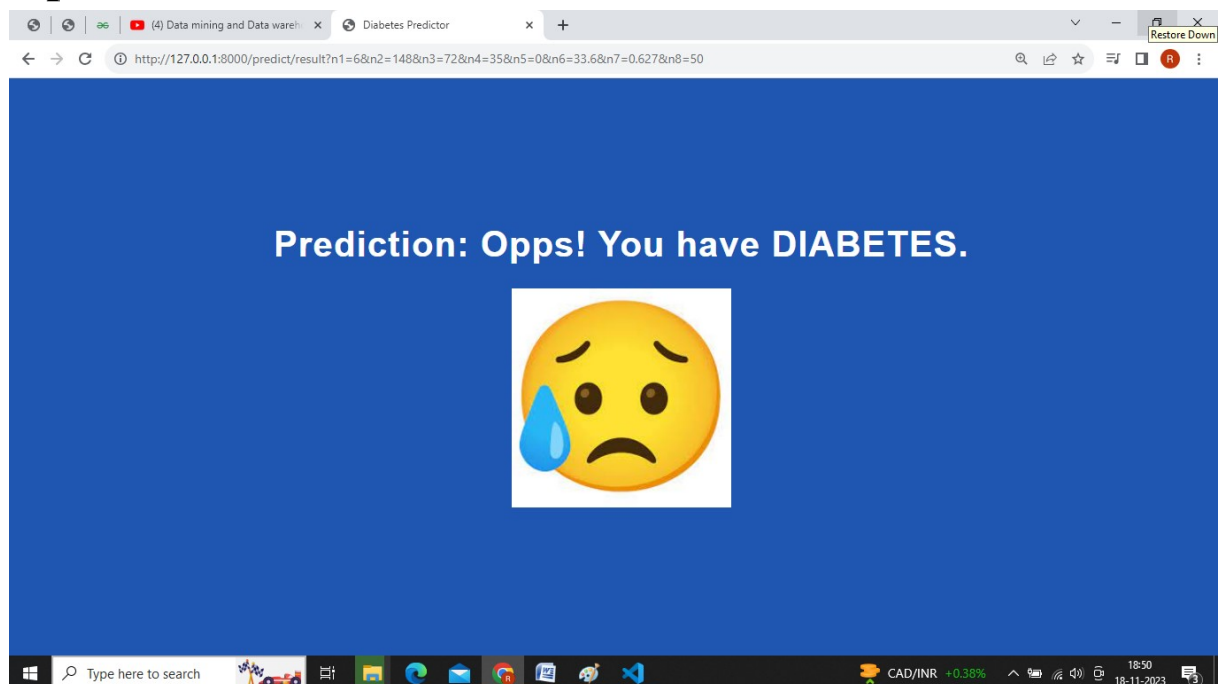 (4) Data mining and Data wareh
Diabetes Predictor
Restore Down
http://127.0.0.1:8000/predict/result?n1=6&n2=148&n3=72&n4=35&n5=0&n6=33.6&n7=0.627&n8=50
R
Prediction: Opps! You have DIABETES.
Type here to search
CAD/INR +0.38%
18:50
18-11-2023
3